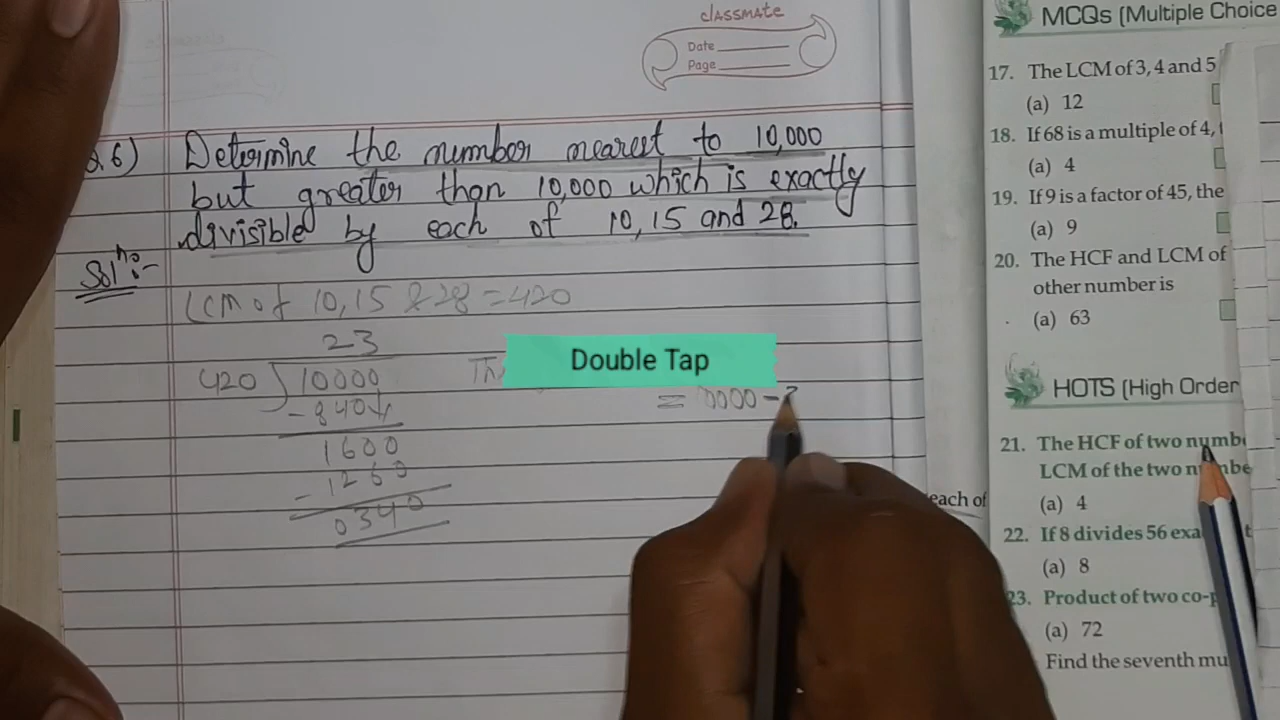 classmate
Date
Page
Q.6) Determine the number nearest to 10,000
but greater than 10,000 which is exactly
divisible by each of 10, 15 and 28.
Solno:-
LCM of 10, 15 & 28 = 420
23
420 ) 10000
- 840
1600
- 1260
0340
Double Tap
= 10000 -
each of
MCQs (Multiple Choice
17. The LCM of 3, 4 and 5
(a) 12
18. If 68 is a multiple of 4,
(a) 4
19. If 9 is a factor of 45, the
(a) 9
20. The HCF and LCM of
other number is
(a) 63
HOTS (High Order
21. The HCF of two numbe
LCM of the two numbe
(a) 4
22. If 8 divides 56 exa
(a) 8
23. Product of two co-p
(a) 72
Find the seventh mu